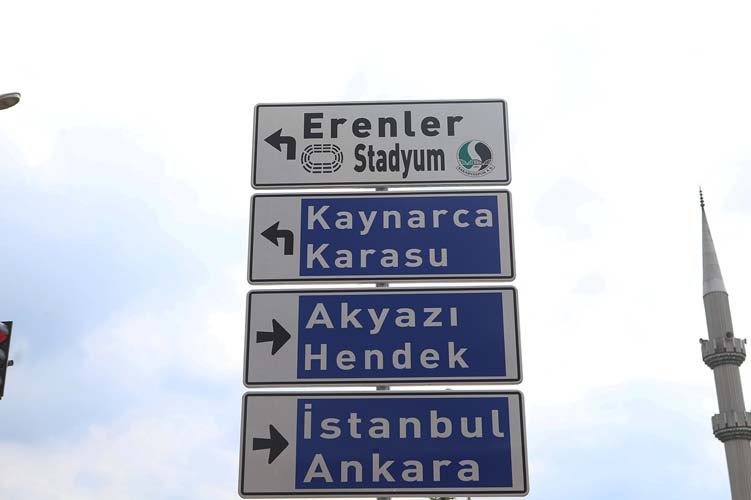 Erenler
Stadyum
Kaynarca
Karasu
Akyazı
Hendek
İstanbul
Ankara